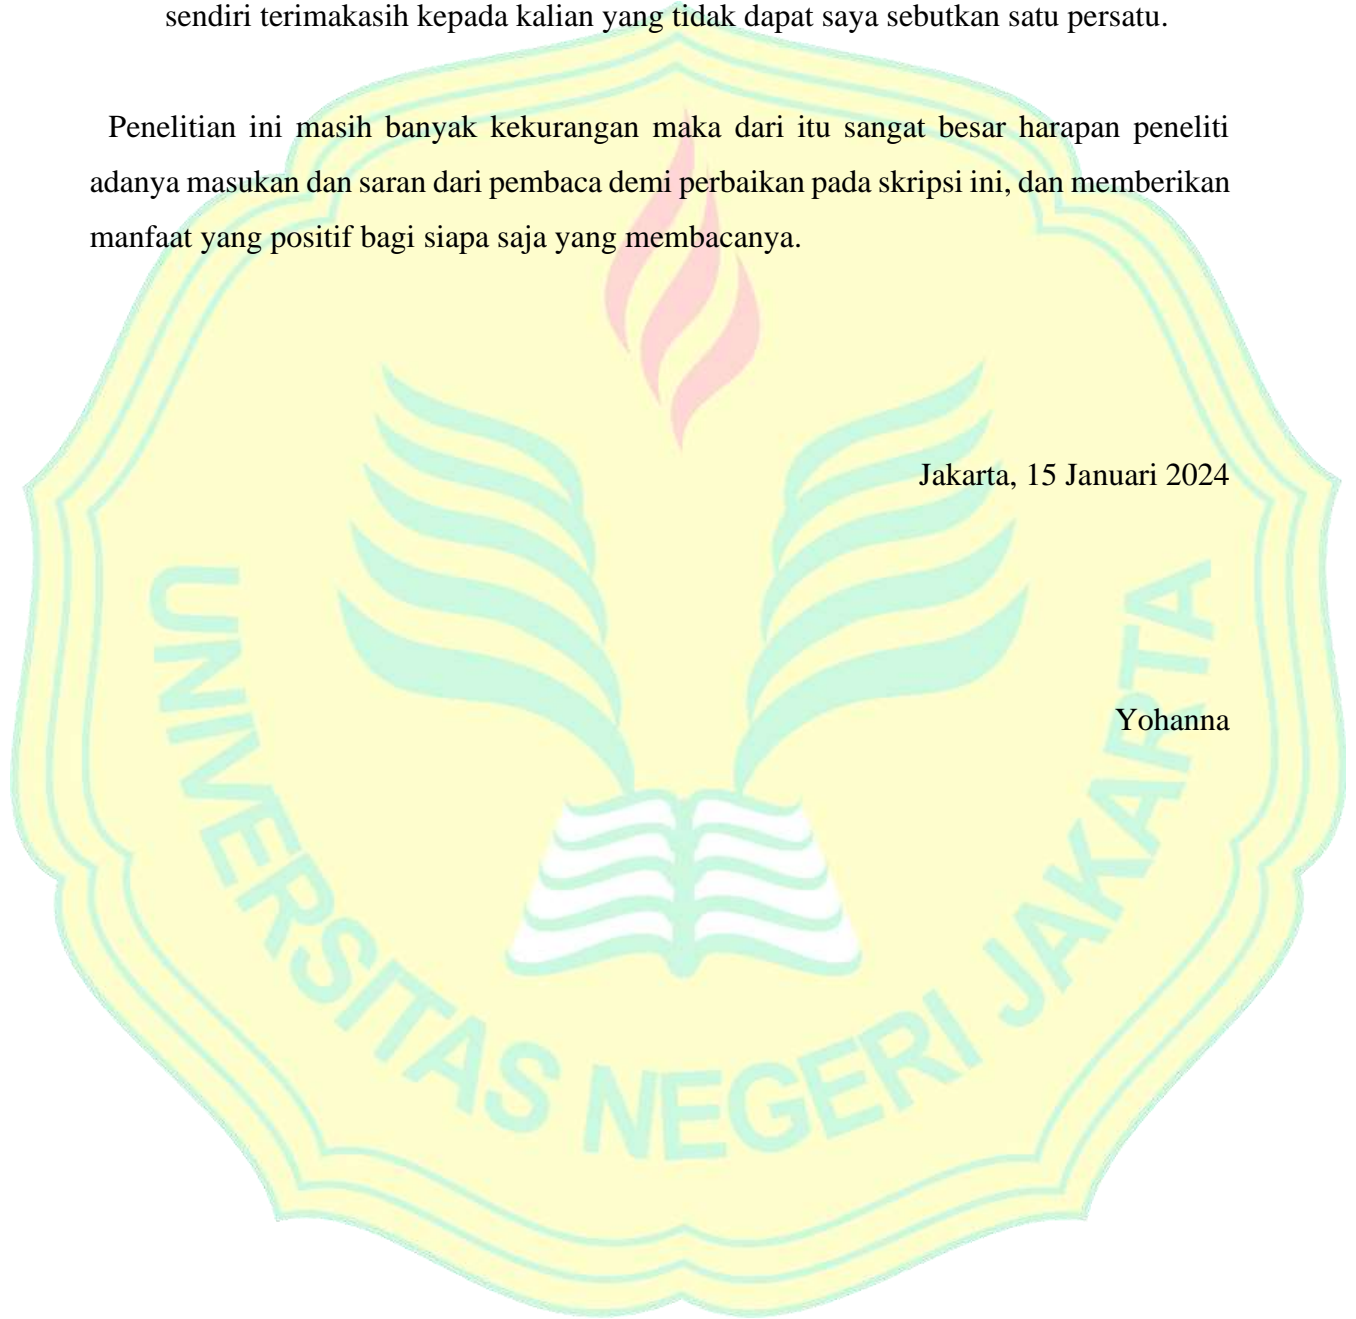 sendiri terimakasih kepada kalian yang tidak dapat saya sebutkan satu persatu.
Penelitian ini masih banyak kekurangan maka dari itu sangat besar harapan peneliti
adanya masukan dan saran dari pembaca demi perbaikan pada skripsi ini, dan memberikan
manfaat yang positif bagi siapa saja yang membacanya.
Jakarta, 15 Januari 2024
Yohanna
UNIVERSITAS NEGERI JAKARTA